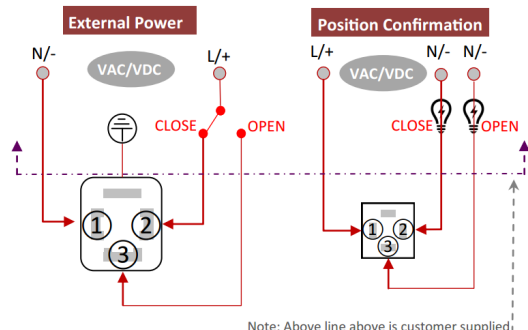 External Power
Position Confirmation
N/-
L/+
L/+
N/-
N/-
VAC/VDC
VAC/VDC
CLOSE
OPEN
CLOSE
OPEN
1
2
3
1
2
3
Note: Above line above is customer supplied.